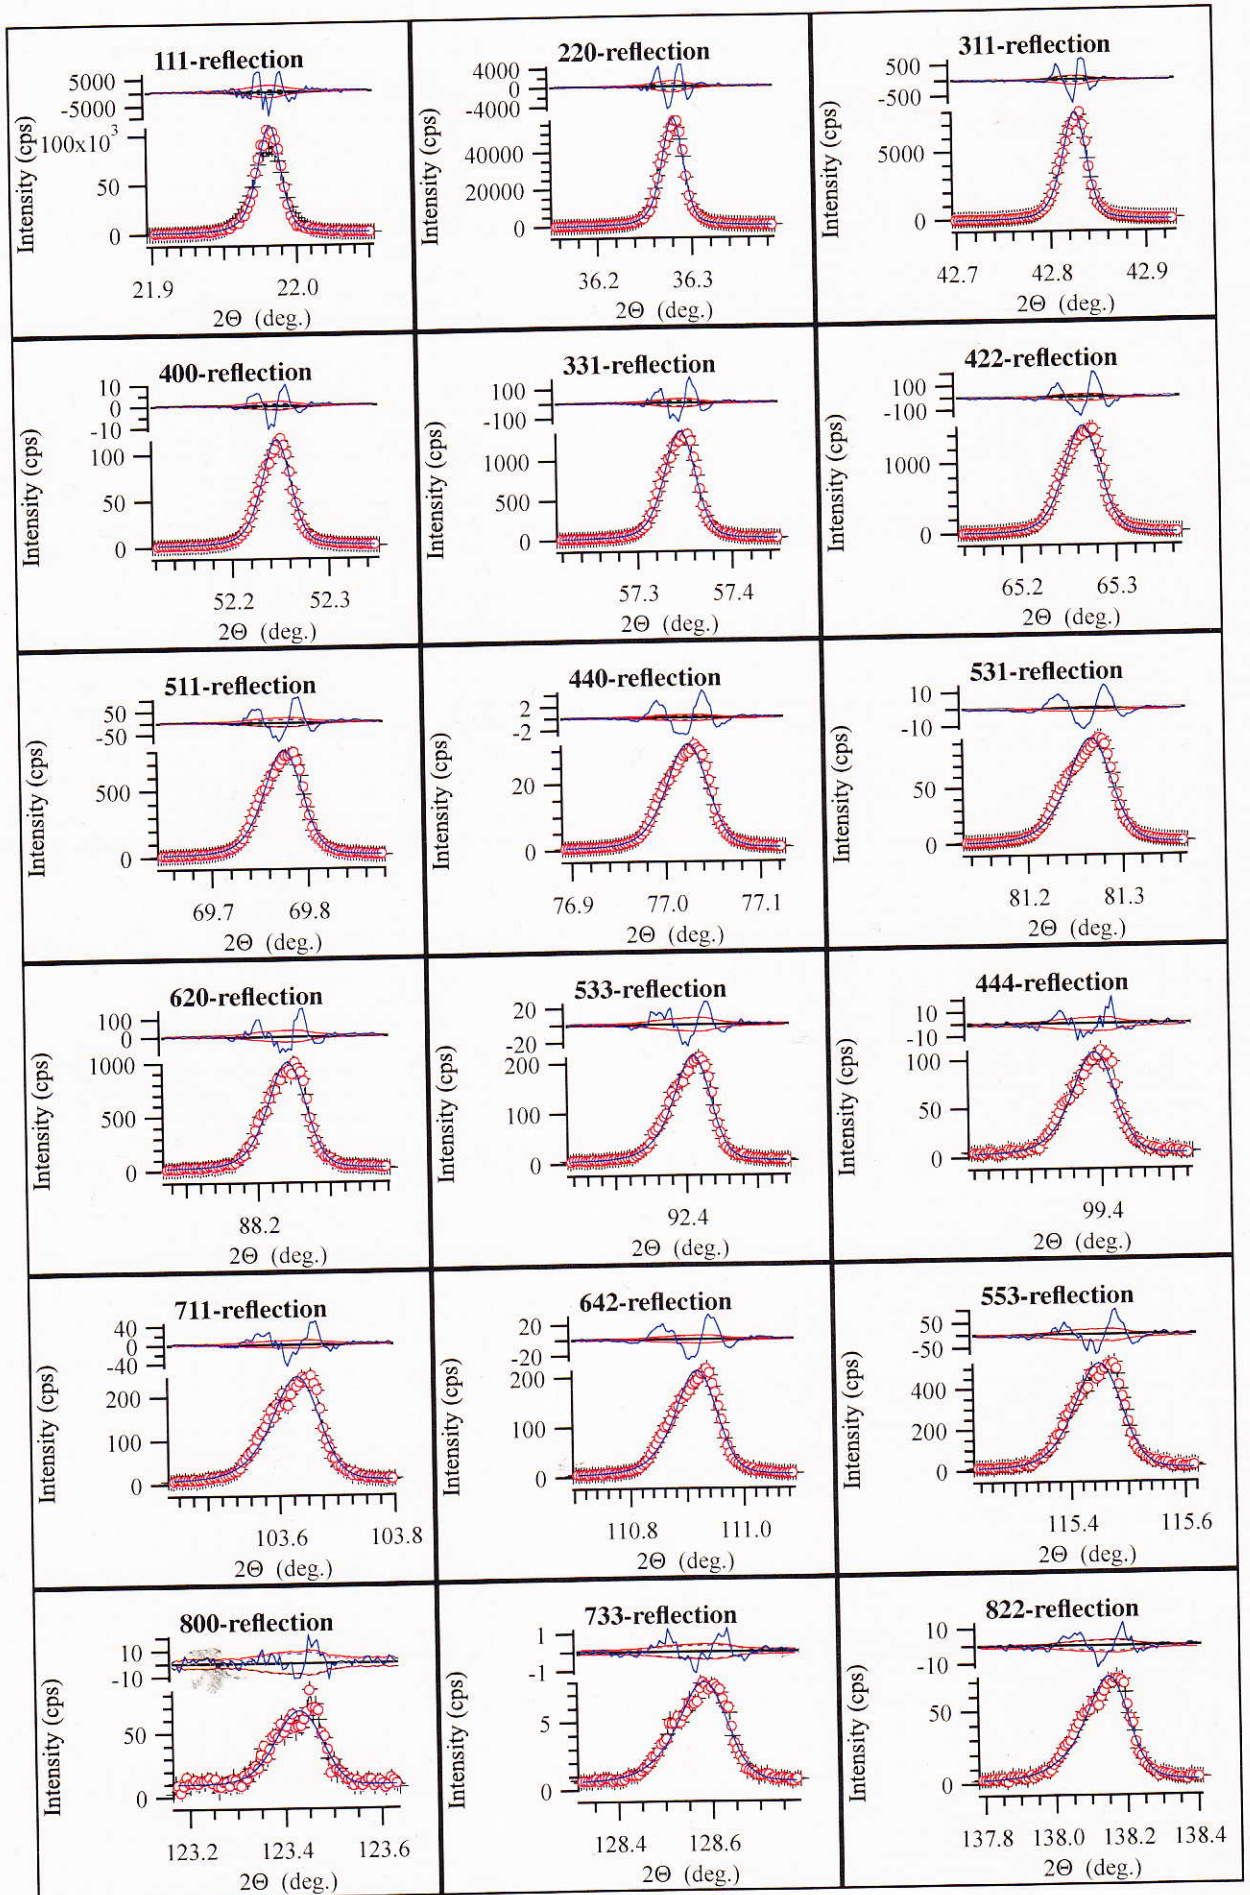 111-reflection
5000
-5000
100x10³
50
0
Intensity (cps)
21.9 22.0
2Θ (deg.)
220-reflection
4000
0
-4000
40000
20000
0
Intensity (cps)
36.2 36.3
2Θ (deg.)
311-reflection
500
-500
5000
0
Intensity (cps)
42.7 42.8 42.9
2Θ (deg.)
400-reflection
10
0
-10
100
50
0
Intensity (cps)
52.2 52.3
2Θ (deg.)
331-reflection
100
-100
1000
500
0
Intensity (cps)
57.3 57.4
2Θ (deg.)
422-reflection
100
-100
1000
0
Intensity (cps)
65.2 65.3
2Θ (deg.)
511-reflection
50
-50
500
0
Intensity (cps)
69.7 69.8
2Θ (deg.)
440-reflection
2
-2
20
0
Intensity (cps)
76.9 77.0 77.1
2Θ (deg.)
531-reflection
10
-10
50
0
Intensity (cps)
81.2 81.3
2Θ (deg.)
620-reflection
100
0
1000
500
0
Intensity (cps)
88.2
2Θ (deg.)
533-reflection
20
-20
200
100
0
Intensity (cps)
92.4
2Θ (deg.)
444-reflection
10
-10
100
50
0
Intensity (cps)
99.4
2Θ (deg.)
711-reflection
40
0
-40
200
100
0
Intensity (cps)
103.6 103.8
2Θ (deg.)
642-reflection
20
-20
200
100
0
Intensity (cps)
110.8 111.0
2Θ (deg.)
553-reflection
50
-50
400
200
0
Intensity (cps)
115.4 115.6
2Θ (deg.)
800-reflection
10
-10
50
0
Intensity (cps)
123.2 123.4 123.6
2Θ (deg.)
733-reflection
1
-1
5
0
Intensity (cps)
128.4 128.6
2Θ (deg.)
822-reflection
10
-10
50
0
Intensity (cps)
137.8 138.0 138.2 138.4
2Θ (deg.)